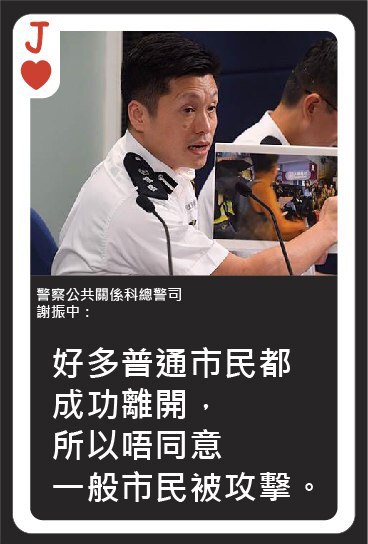 J
警察公共關係科總警司
謝振中：
好多普通市民都
成功離開，
所以唔同意
一般市民被攻擊。